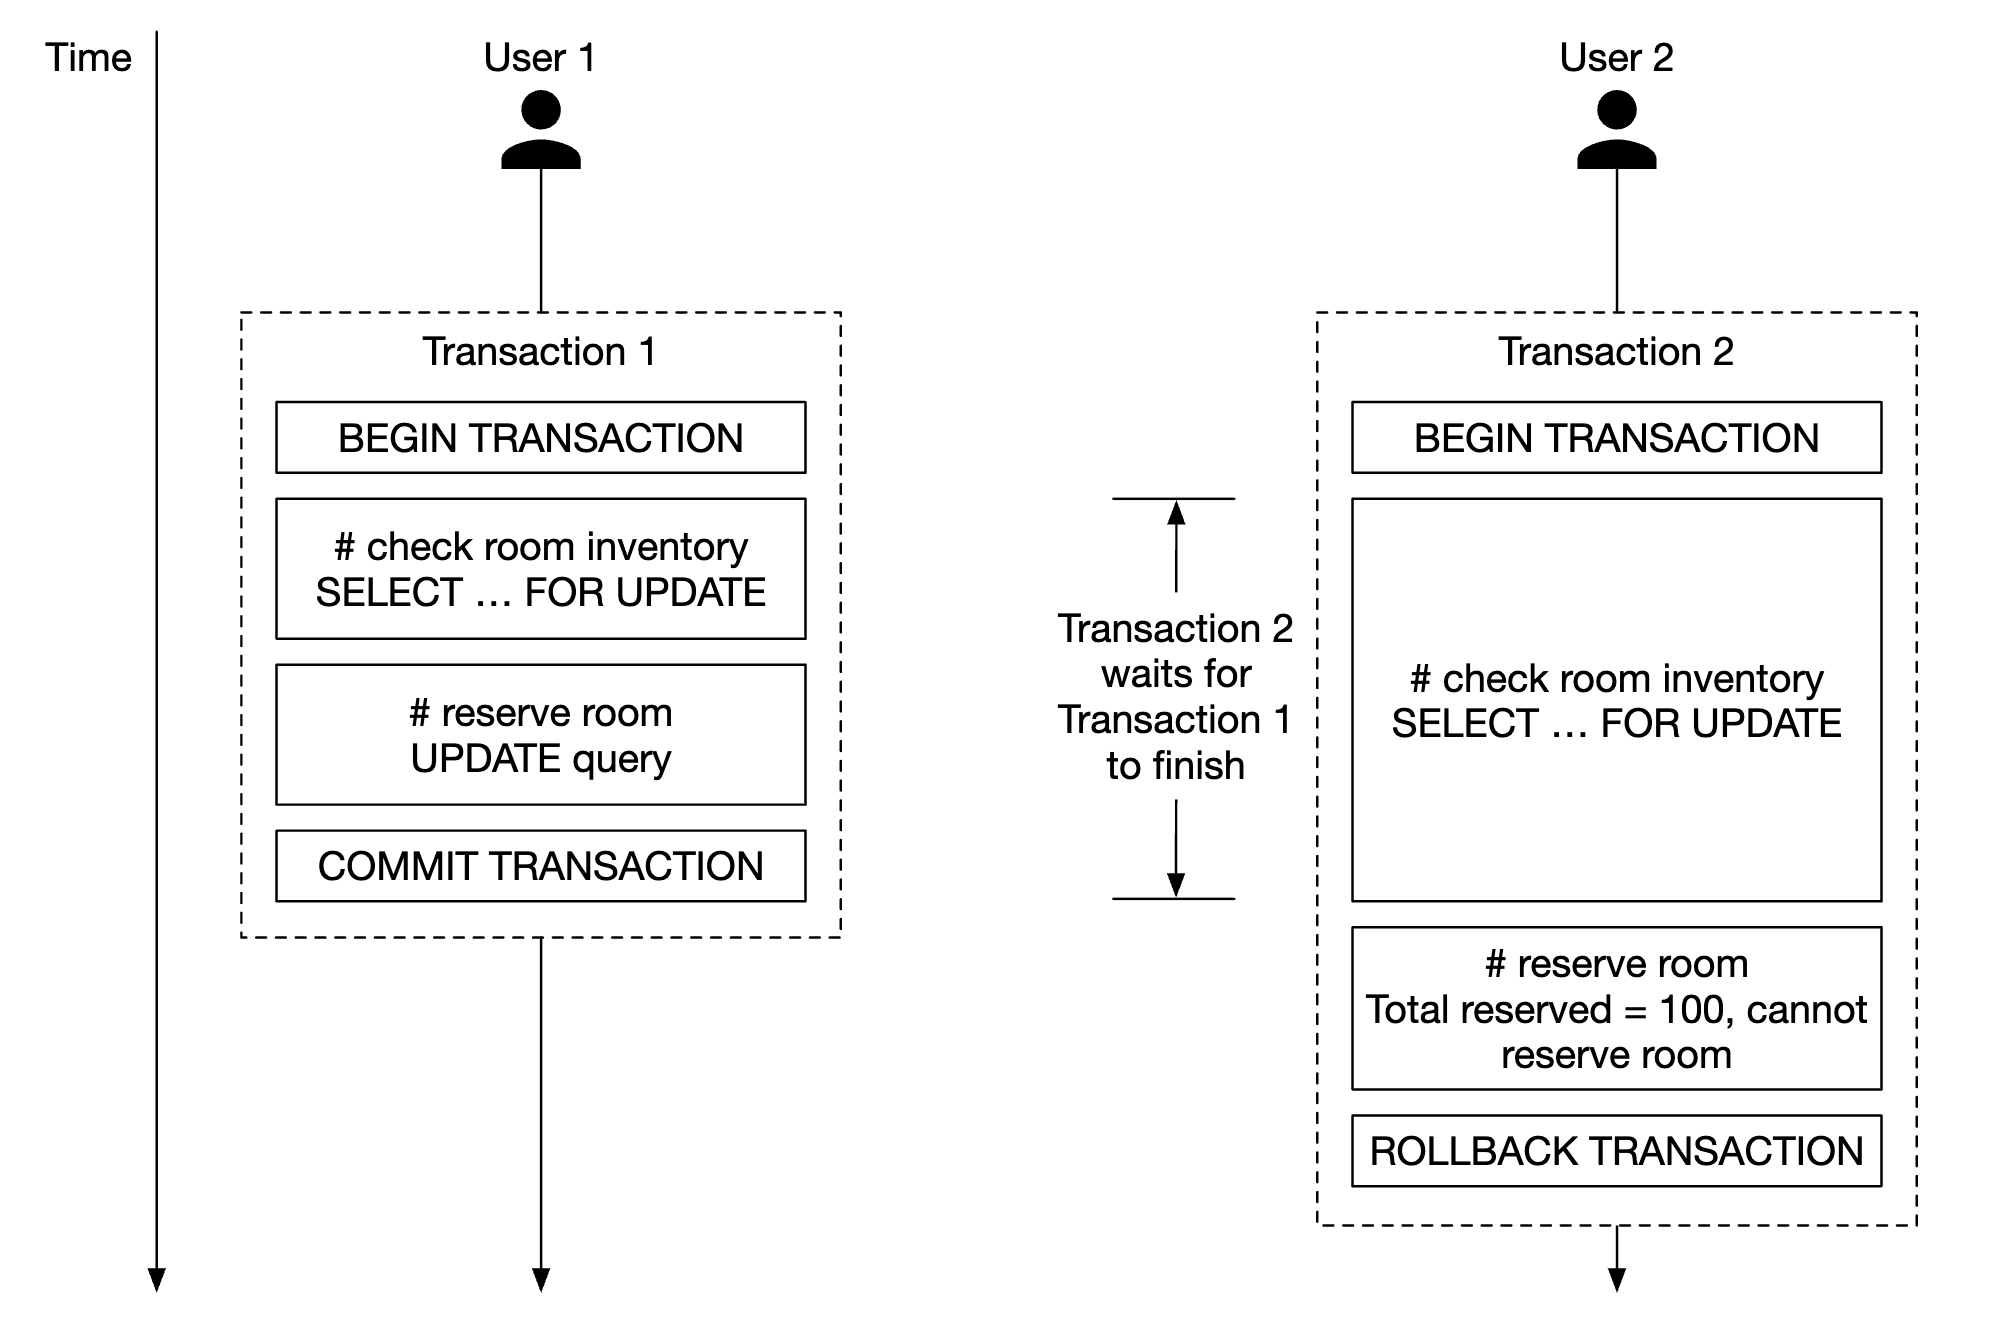 Time
User 1
User 2
Transaction 1
BEGIN TRANSACTION
# check room inventory
SELECT … FOR UPDATE
# reserve room
UPDATE query
COMMIT TRANSACTION
Transaction 2
waits for
Transaction 1
to finish
Transaction 2
BEGIN TRANSACTION
# check room inventory
SELECT … FOR UPDATE
# reserve room
Total reserved = 100, cannot
reserve room
ROLLBACK TRANSACTION